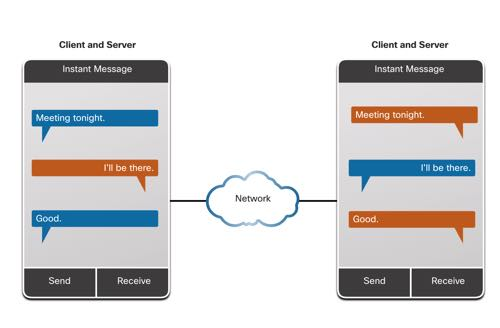 Client and Server
Instant Message
Meeting tonight.
I'll be there.
Good.
Send Receive
Network
Client and Server
Instant Message
Meeting tonight.
I'll be there.
Good.
Send Receive